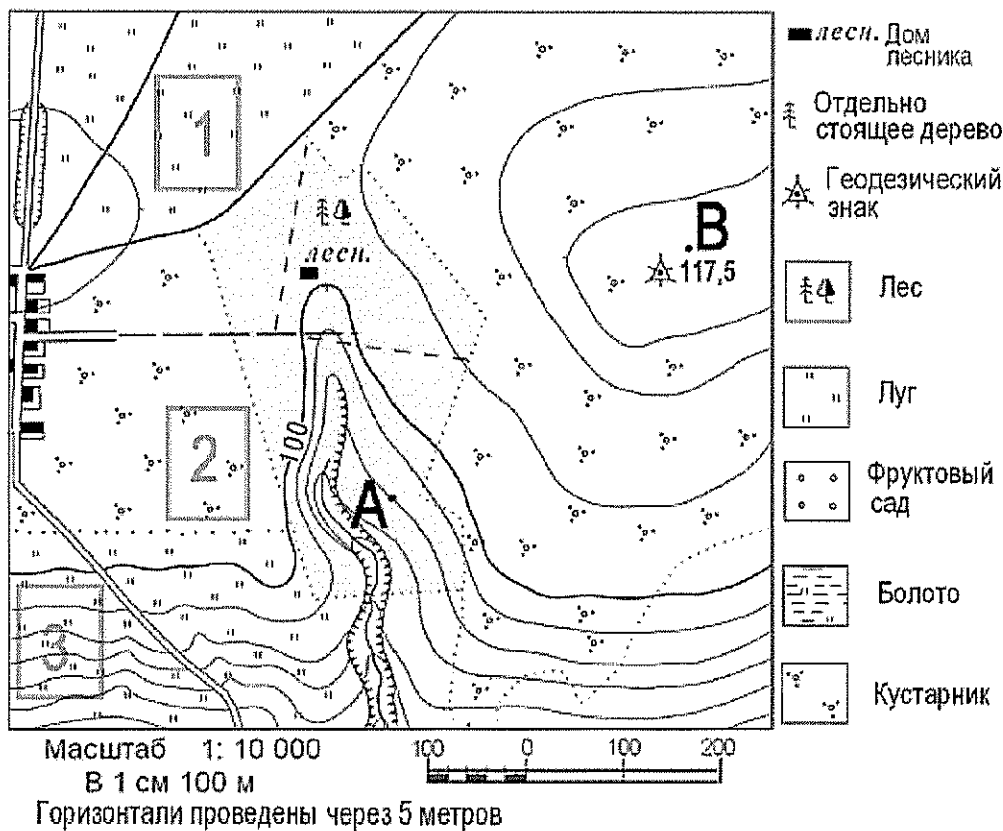 1
лесн.
.В
117,5
100
2
А
3
лесн. Дом
лесника
Отдельно
стоящее дерево
Геодезический
знак
Лес
Луг
Фруктовый
сад
Болото
Кустарник
Масштаб 1: 10 000
В 1 см 100 м
Горизонтали проведены через 5 метров
100 0 100 200